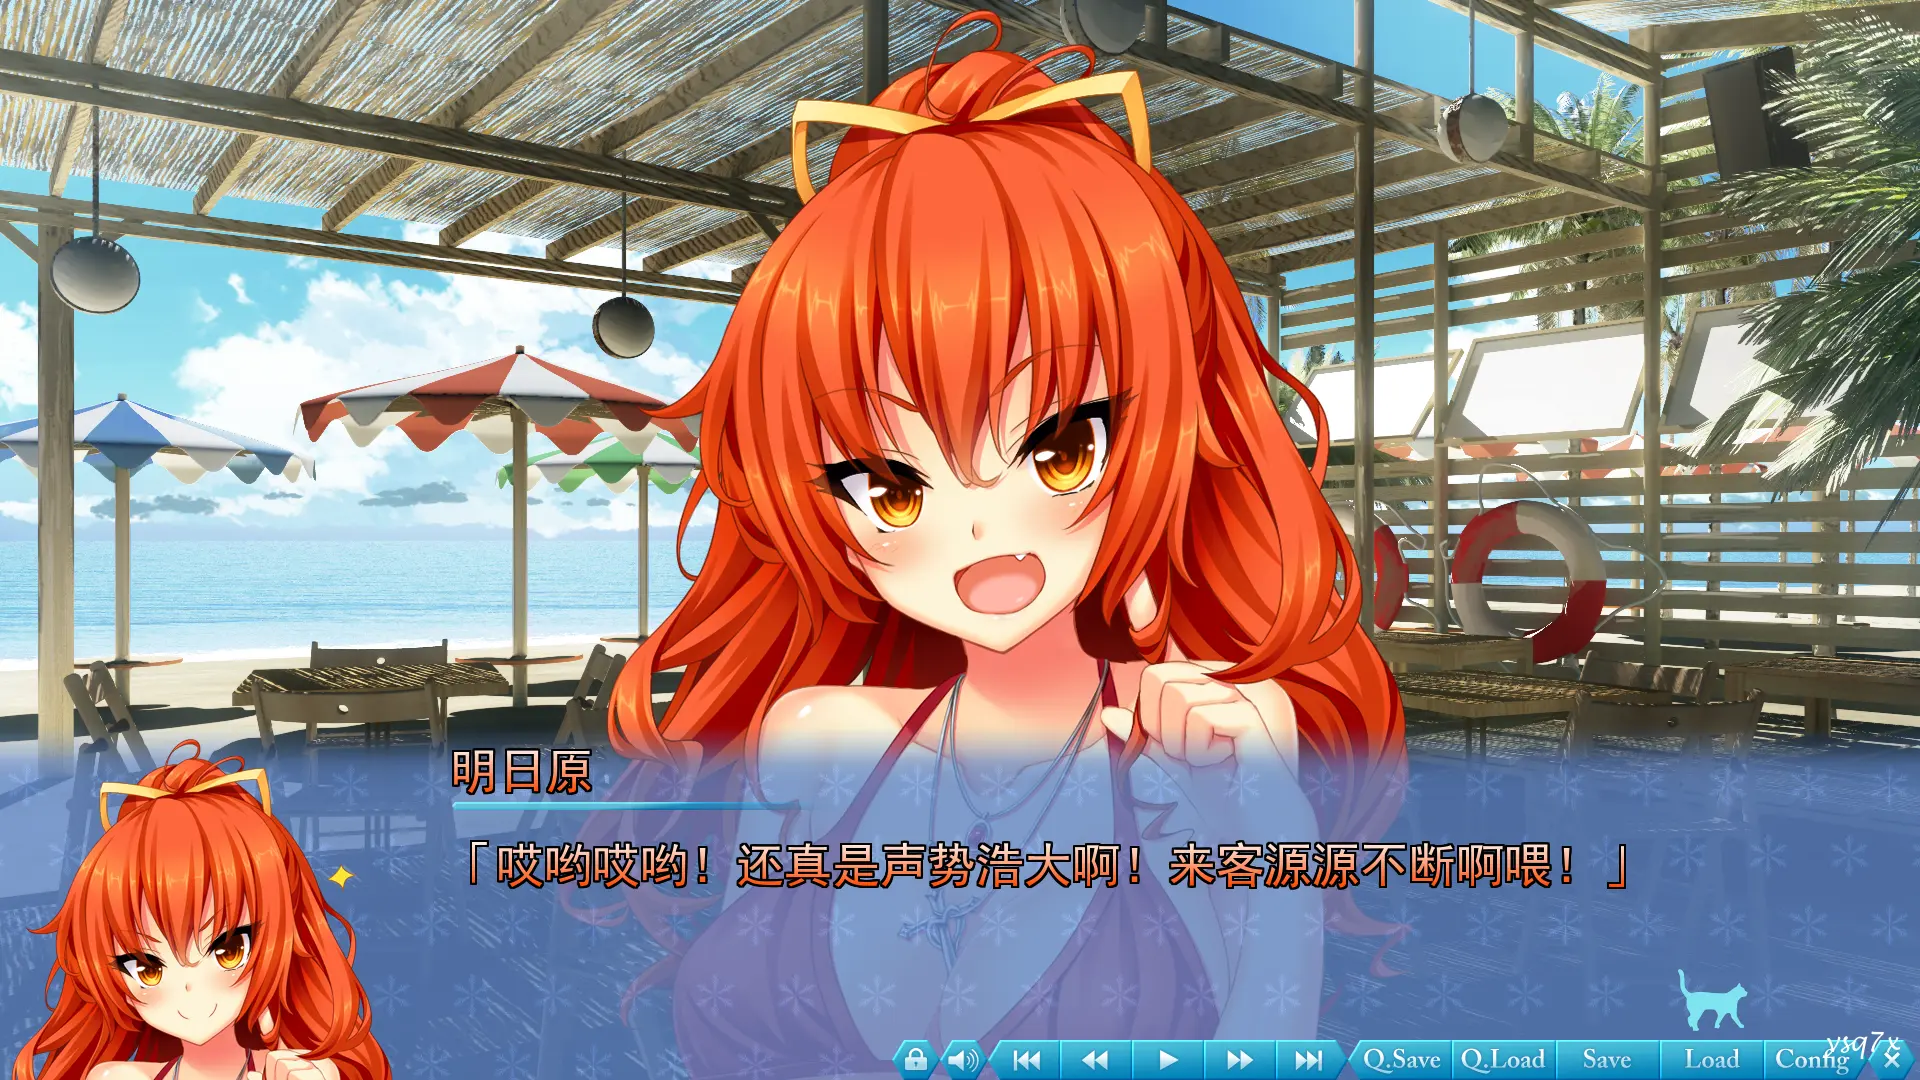 明日原
「哎哟哎哟！还真是声势浩大啊！来客源源不断啊喂！」
Q.Save Q.Load Save Load Config
ysq7x